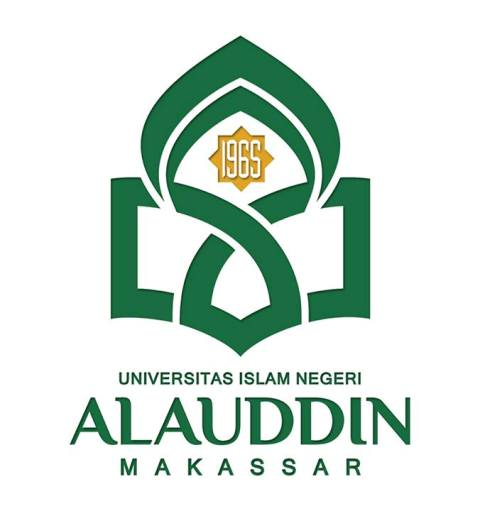 1965
UNIVERSITAS ISLAM NEGERI
ALAUDDIN
MAKASSAR